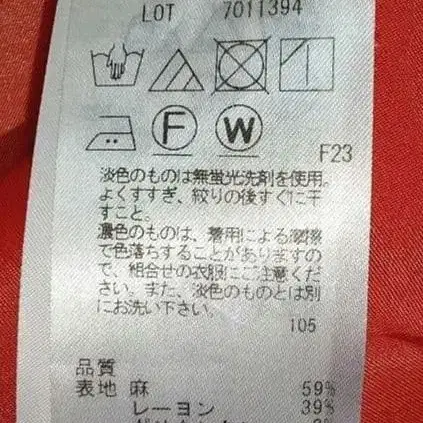 LOT 7011394
F W
F23
淡色のものは無蛍光洗剤を使用。
よくすすぎ、絞りの後すぐに干
すこと。
濃色のものは、着用による摩擦
で色落ちすることがありますの
で、組合せの衣服にご注意くだ
さい。また、淡色のものとは別
にお洗い下さい。
105
品質
表地 麻 59%
レーヨン 39%